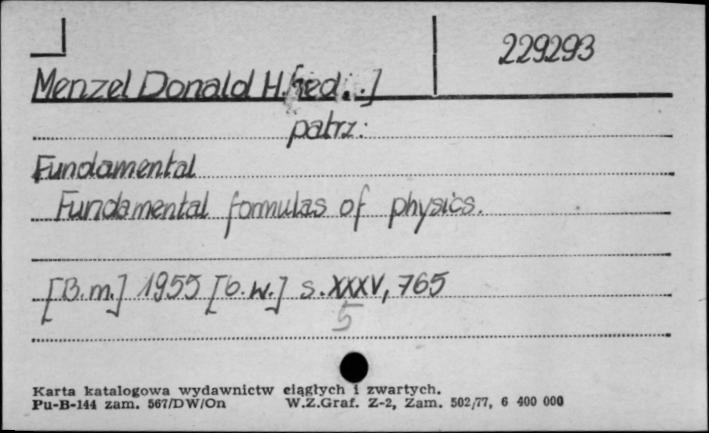 229293
Menzel Donald H. [red..]
patrz:
Fundamental
Fundamental formulas of physics.
[B.m.] 1955 [b.w.] s. XXXV, 765
5
Karta katalogowa wydawnictw ciągłych i zwartych.
Pu-B-144 zam. 567/DW/On W.Z.Graf. Z-2, Zam. 502/77, 6 400 000